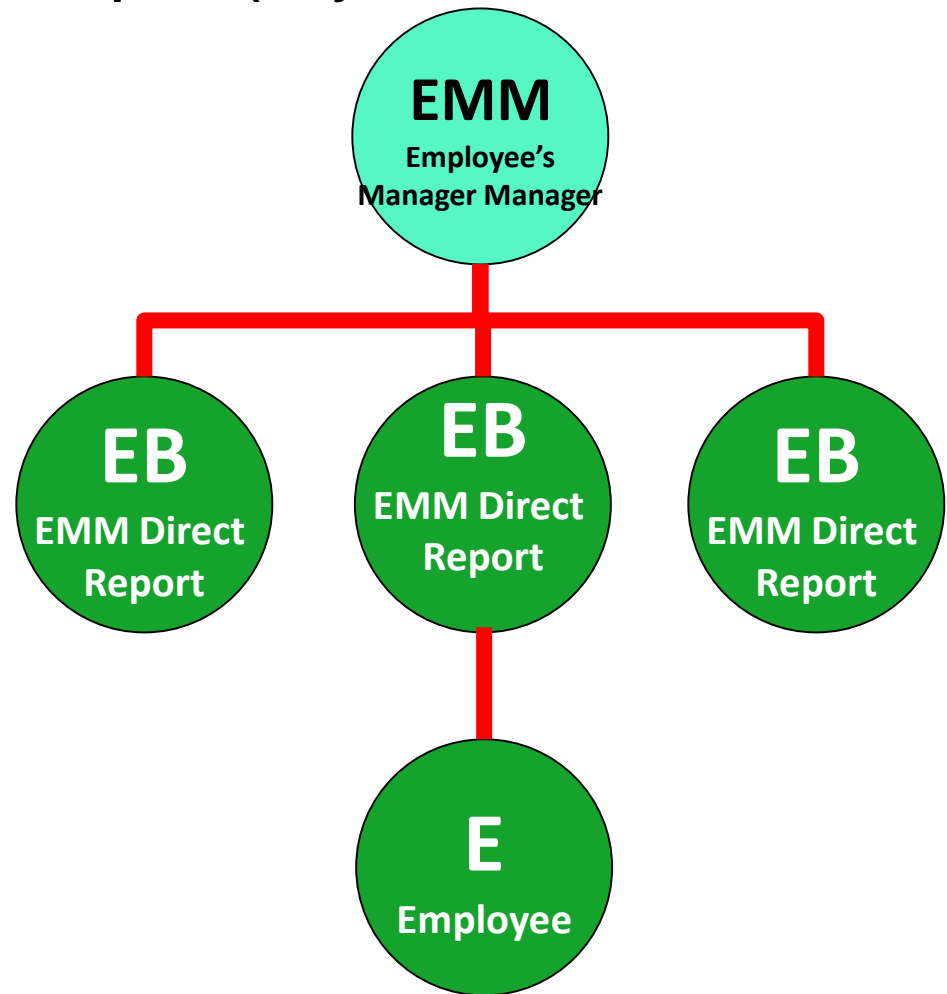 EMM
Employee's
Manager Manager
EB
EMM Direct
Report
EB
EMM Direct
Report
EB
EMM Direct
Report
E
Employee